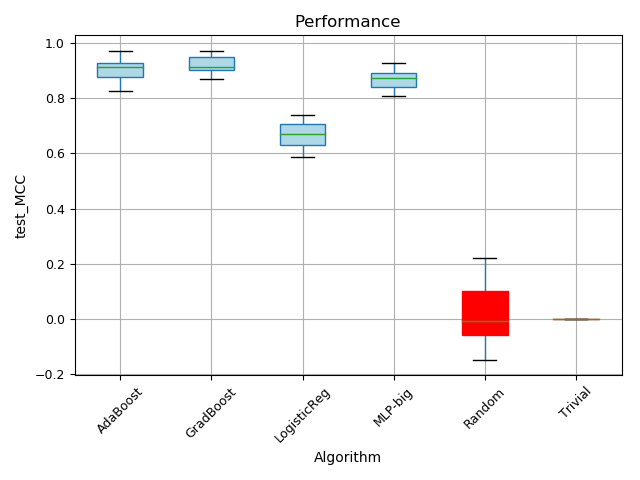 Performance
1.0
0.8
0.6
0.4
0.2
0.0
−0.2
test_MCC
AdaBoost
GradBoost
LogisticReg
MLP-big
Random
Trivial
Algorithm